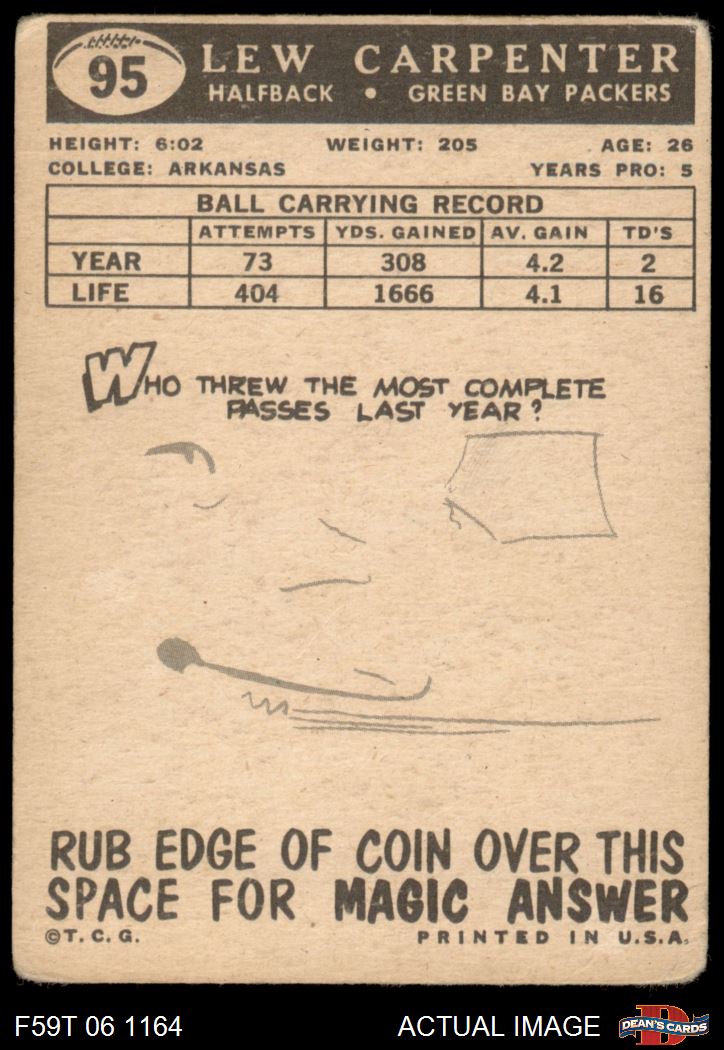 95
LEW CARPENTER
HALFBACK • GREEN BAY PACKERS
HEIGHT: 6:02 WEIGHT: 205 AGE: 26
COLLEGE: ARKANSAS YEARS PRO: 5
BALL CARRYING RECORD
ATTEMPTS YDS. GAINED AV. GAIN TD'S
YEAR 73 308 4.2 2
LIFE 404 1666 4.1 16
WHO THREW THE MOST COMPLETE
PASSES LAST YEAR?
RUB EDGE OF COIN OVER THIS
SPACE FOR MAGIC ANSWER
©T.C.G. PRINTED IN U.S.A.
F59T 06 1164 ACTUAL IMAGE
D
DEAN'S CARDS